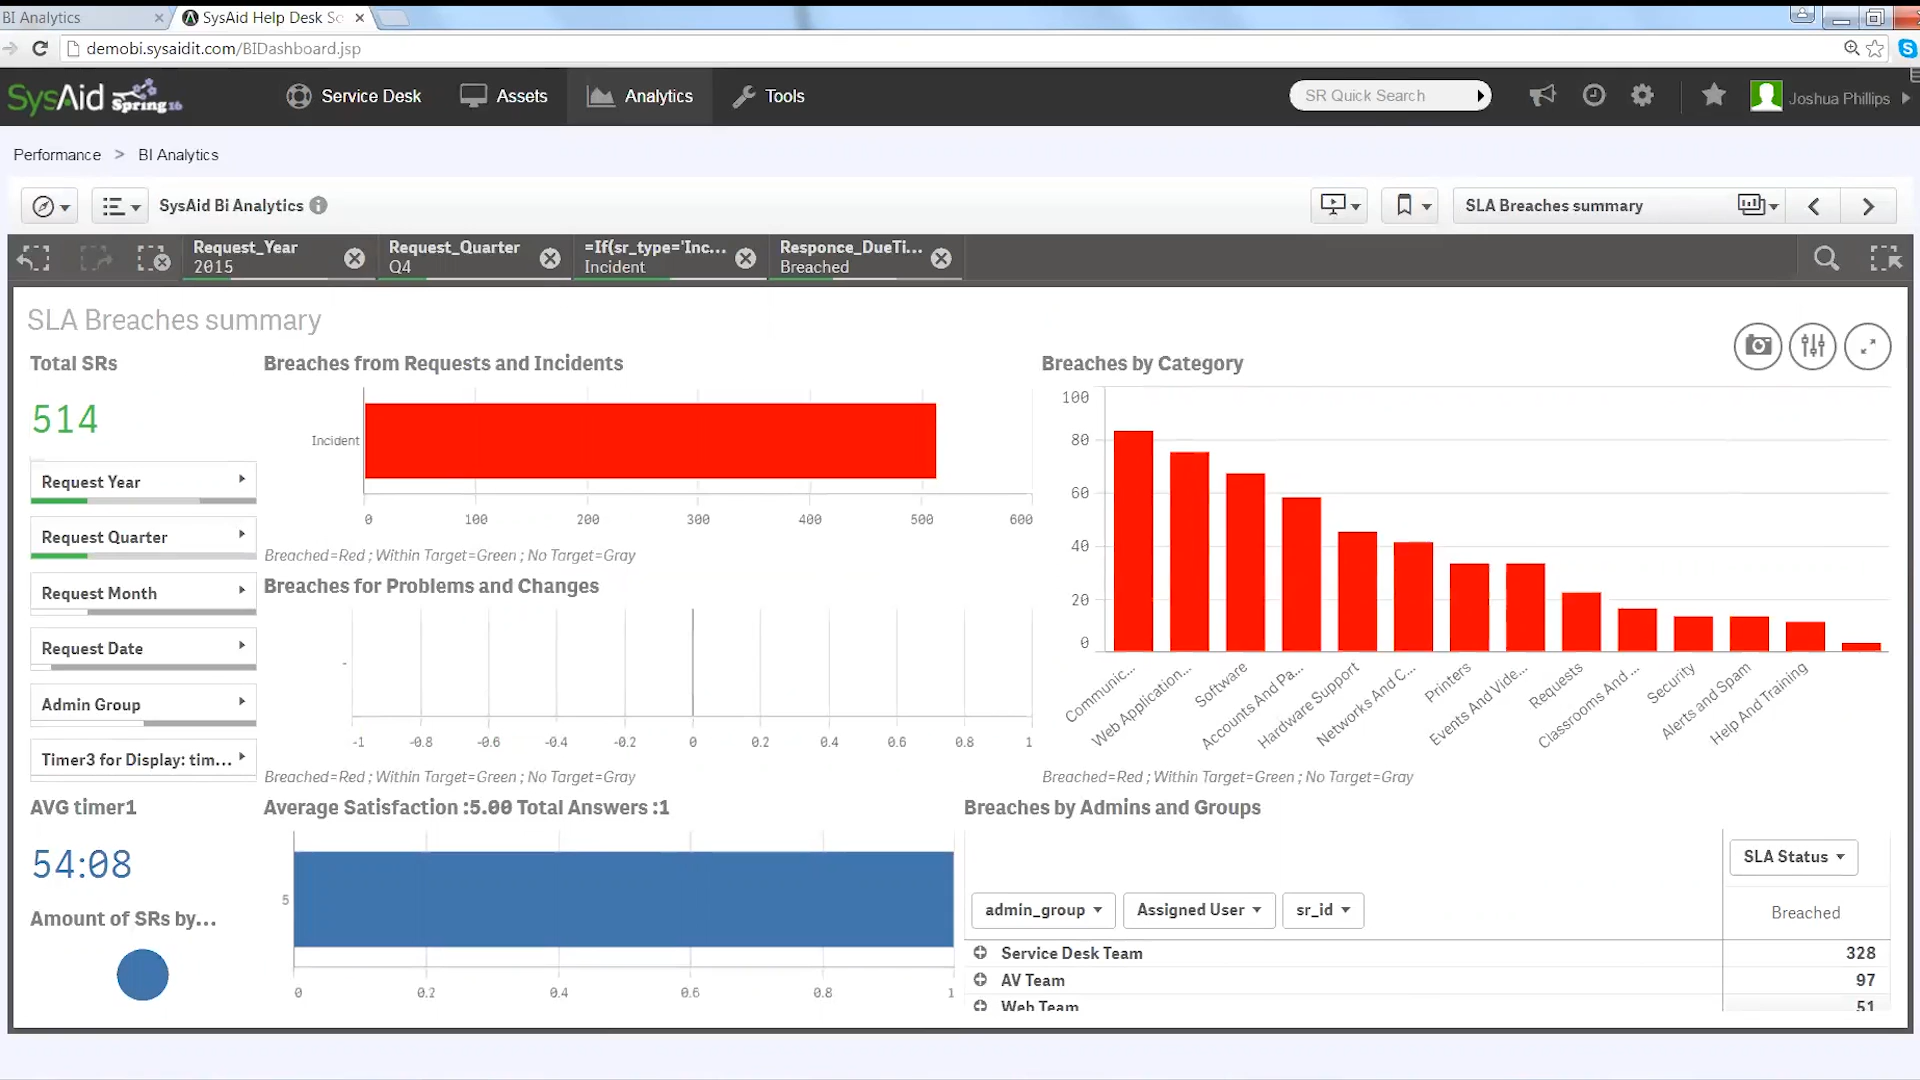 BI Analytics
SysAid Help Desk So
demobi.sysaidit.com/BIDashboard.jsp
SysAid Spring 16
Service Desk
Assets
Analytics
Tools
SR Quick Search
Joshua Phillips
Performance > BI Analytics
SysAid Bi Analytics
SLA Breaches summary
Request_Year
2015
Request_Quarter
Q4
=If(sr_type='Inc...
Incident
Responce_DueTi...
Breached
SLA Breaches summary
Total SRs
514
Request Year
Request Quarter
Request Month
Request Date
Admin Group
Timer3 for Display: tim...
AVG timer1
54:08
Amount of SRs by...
Breaches from Requests and Incidents
Incident
0 100 200 300 400 500 600
Breached=Red ; Within Target=Green ; No Target=Gray
Breaches for Problems and Changes
-
-1 -0.8 -0.6 -0.4 -0.2 0 0.2 0.4 0.6 0.8 1
Breached=Red ; Within Target=Green ; No Target=Gray
Average Satisfaction :5.00 Total Answers :1
5
0 0.2 0.4 0.6 0.8 1
Breaches by Category
100
80
60
40
20
0
Communic...
Web Application...
Software
Accounts And Pa...
Hardware Support
Networks And C...
Printers
Events And Vide...
Requests
Classrooms And ...
Security
Alerts and Spam
Help And Training
Breached=Red ; Within Target=Green ; No Target=Gray
Breaches by Admins and Groups
SLA Status
admin_group
Assigned User
sr_id
Breached
Service Desk Team 328
AV Team 97
Web Team 51